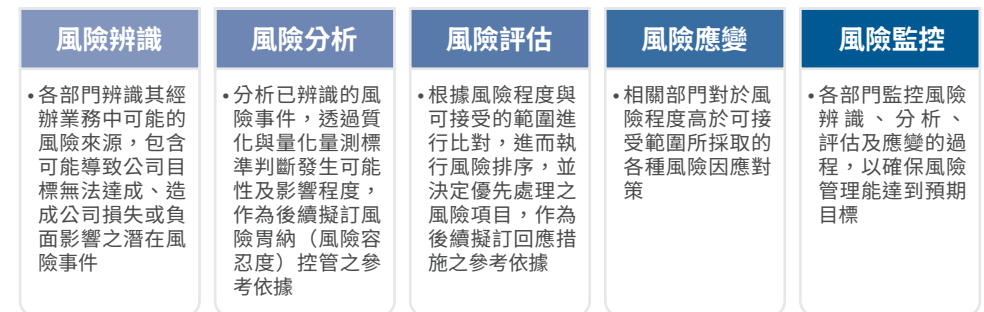 風險辨識
•各部門辨識其經
辦業務中可能的
風險來源，包含
可能導致公司目
標無法達成、造
成公司損失或負
面影響之潛在風
險事件
風險分析
•分析已辨識的風
險事件，透過質
化與量化量測標
準判斷發生可能
性及影響程度，
作為後續擬訂風
險胃納（風險容
忍度）控管之參
考依據
風險評估
•根據風險程度與
可接受的範圍進
行比對，進而執
行風險排序，並
決定優先處理之
風險項目，作為
後續擬訂回應措
施之參考依據
風險應變
•相關部門對於風
險程度高於可接
受範圍所採取的
各種風險因應對
策
風險監控
•各部門監控風險
辨識、分析、
評估及應變的過
程，以確保風險
管理能達到預期
目標